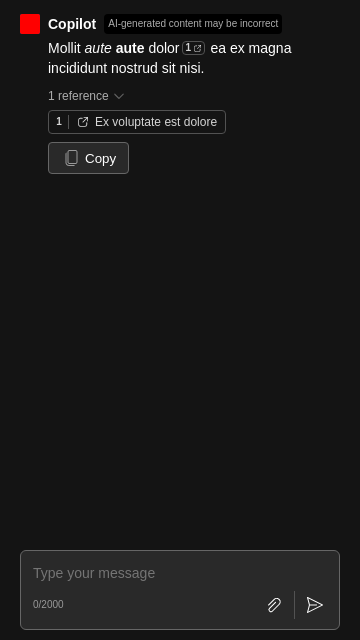 Copilot AI-generated content may be incorrect
Mollit aute aute dolor 1 ea ex magna
incididunt nostrud sit nisi.
1 reference
1 Ex voluptate est dolore
Copy
Type your message
0/2000